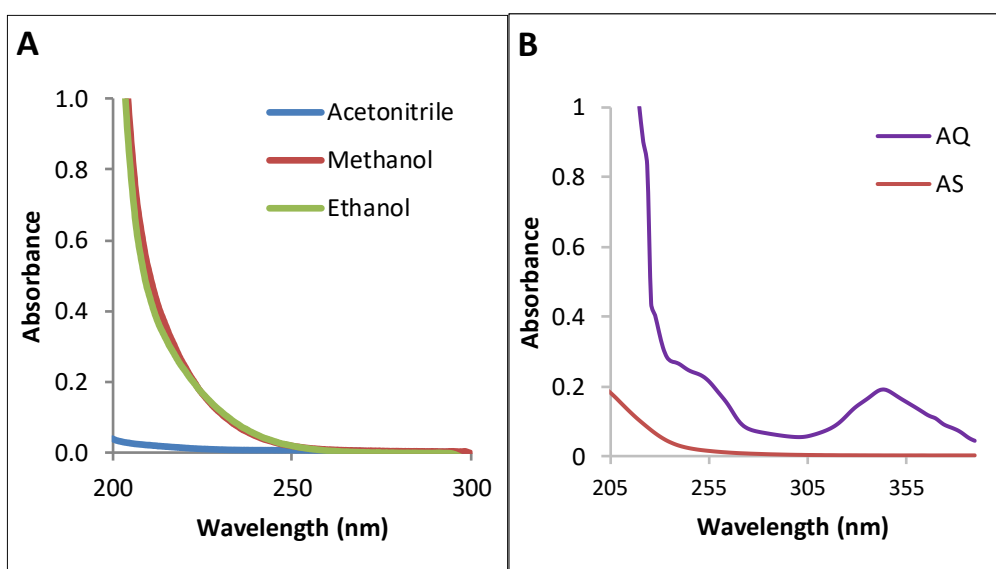 A
1.0
0.8
0.6
0.4
0.2
0.0
Absorbance
Acetonitrile
Methanol
Ethanol
200 250 300
Wavelength (nm)
B
1
0.8
0.6
0.4
0.2
0
Absorbance
AQ
AS
205 255 305 355
Wavelength (nm)